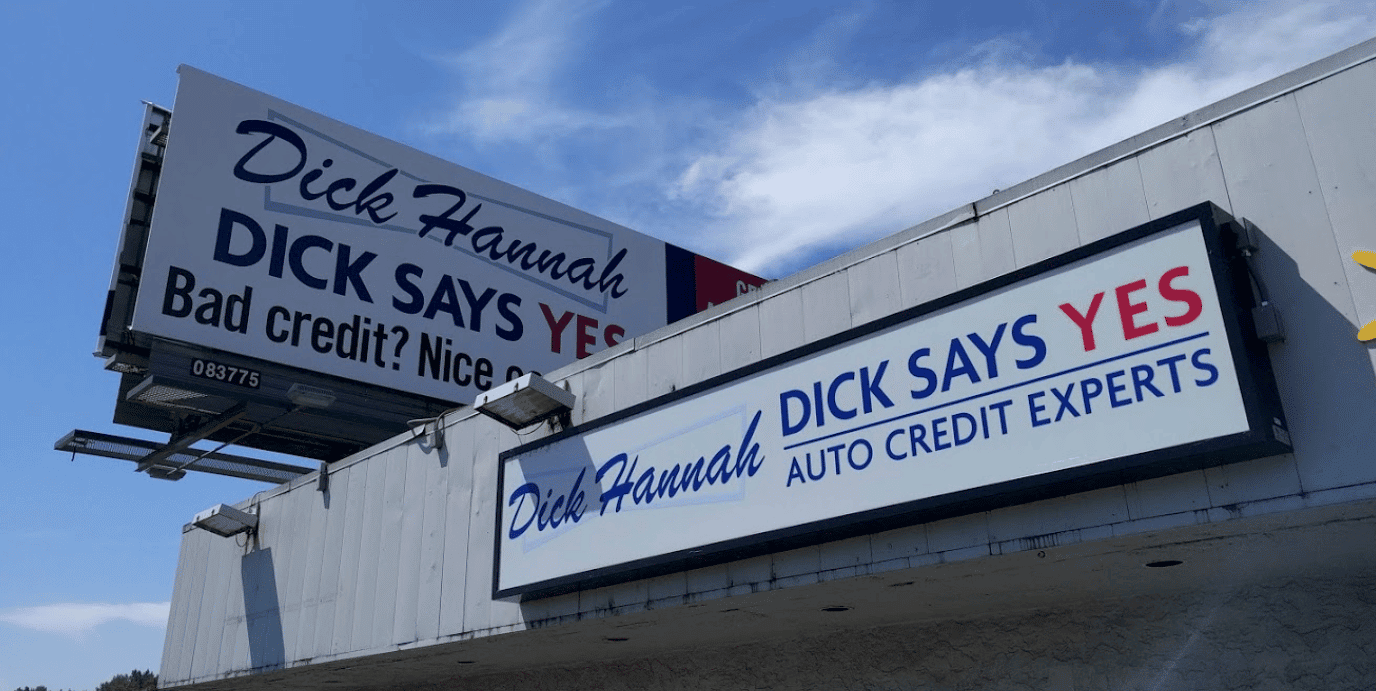 Dick Hannah
DICK SAYS YES
Bad credit? Nice
083775
Dick Hannah
DICK SAYS YES
AUTO CREDIT EXPERTS